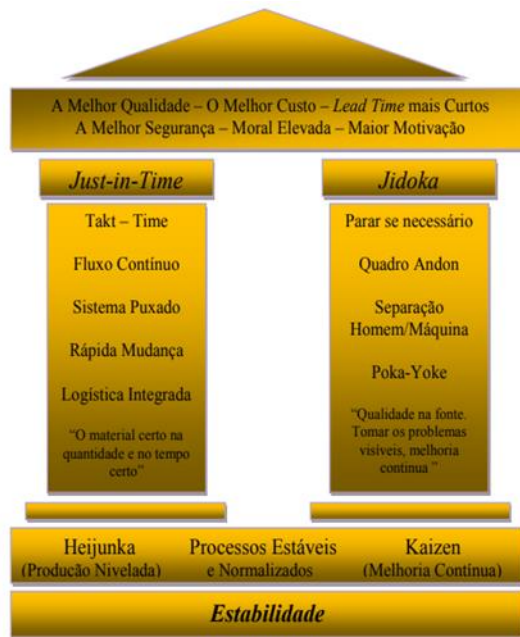 A Melhor Qualidade – O Melhor Custo – Lead Time mais Curtos
A Melhor Segurança – Moral Elevada – Maior Motivação
Just-in-Time
Takt – Time
Fluxo Contínuo
Sistema Puxado
Rápida Mudança
Logística Integrada
“O material certo na
quantidade e no tempo
certo”
Jidoka
Parar se necessário
Quadro Andon
Separação
Homem/Máquina
Poka-Yoke
“Qualidade na fonte.
Tomar os problemas
visíveis, melhoria
continua ”
Heijunka
(Producão Nivelada)
Processos Estáveis
e Normalizados
Kaizen
(Melhoria Contínua)
Estabilidade